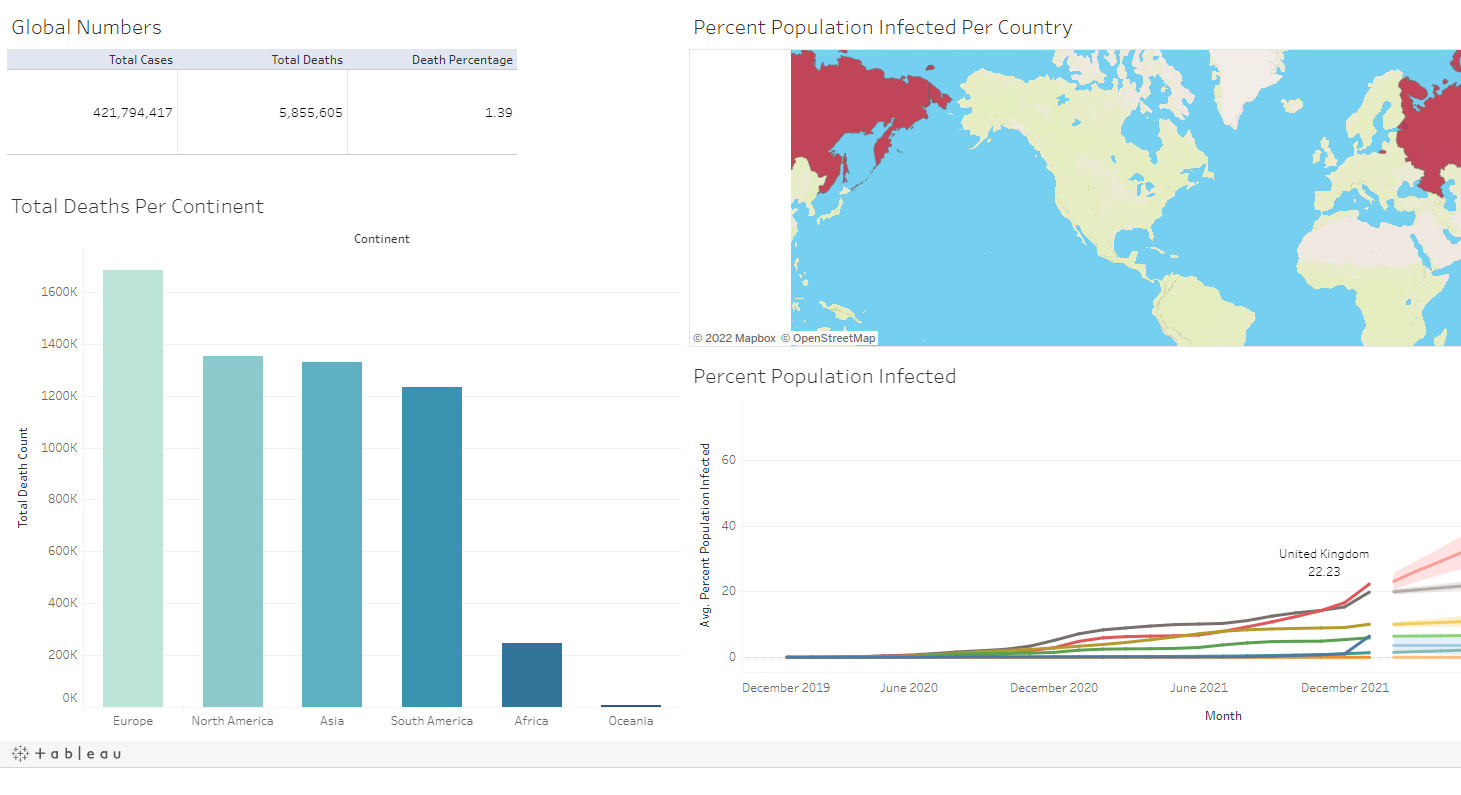 Global Numbers
Total Cases Total Deaths Death Percentage
421,794,417 5,855,605 1.39
Total Deaths Per Continent
Continent
Total Death Count
1600K
1400K
1200K
1000K
800K
600K
400K
200K
0K
Europe North America Asia South America Africa Oceania
Percent Population Infected Per Country
© 2022 Mapbox © OpenStreetMap
Percent Population Infected
Avg. Percent Population Infected
60
40
20
0
United Kingdom
22.23
December 2019 June 2020 December 2020 June 2021 December 2021
Month
+ a b | e a u